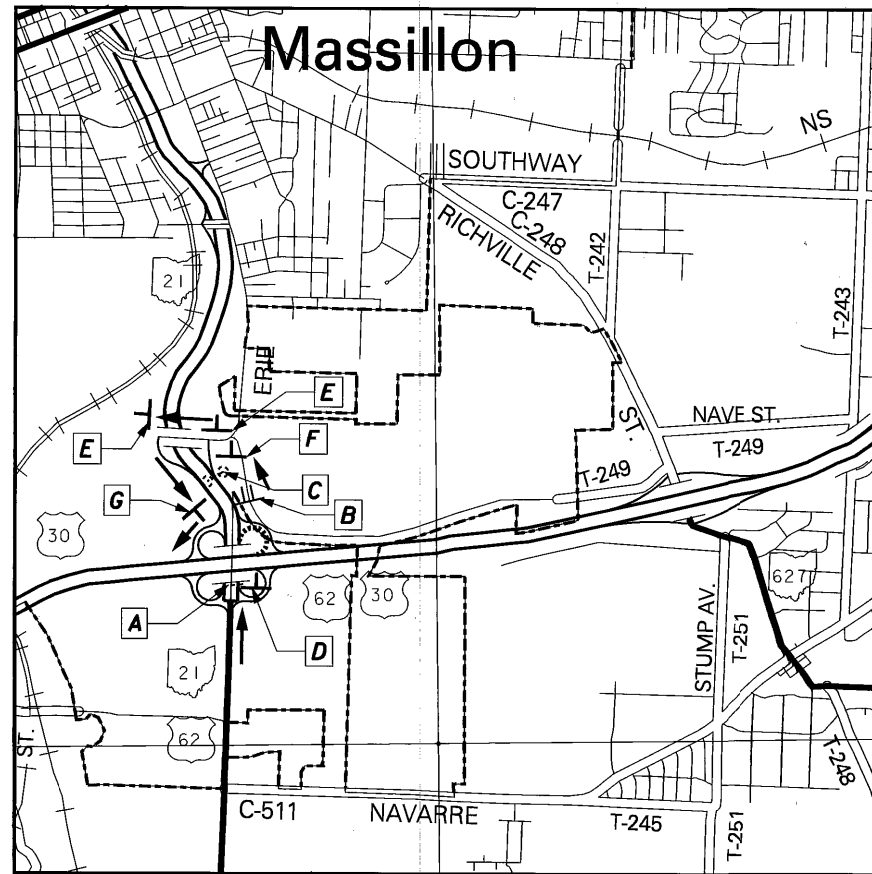 Massillon
NS
SOUTHWAY
C-247
C-248
RICHVILLE
T-242
21
T-243
ERIE
E
E
F
ST.
NAVE ST.
T-249
T-249
C
G
B
30
62
30
627
A
D
STUMP AV.
T-251
21
62
ST.
T-248
C-511
NAVARRE
T-245
T-251